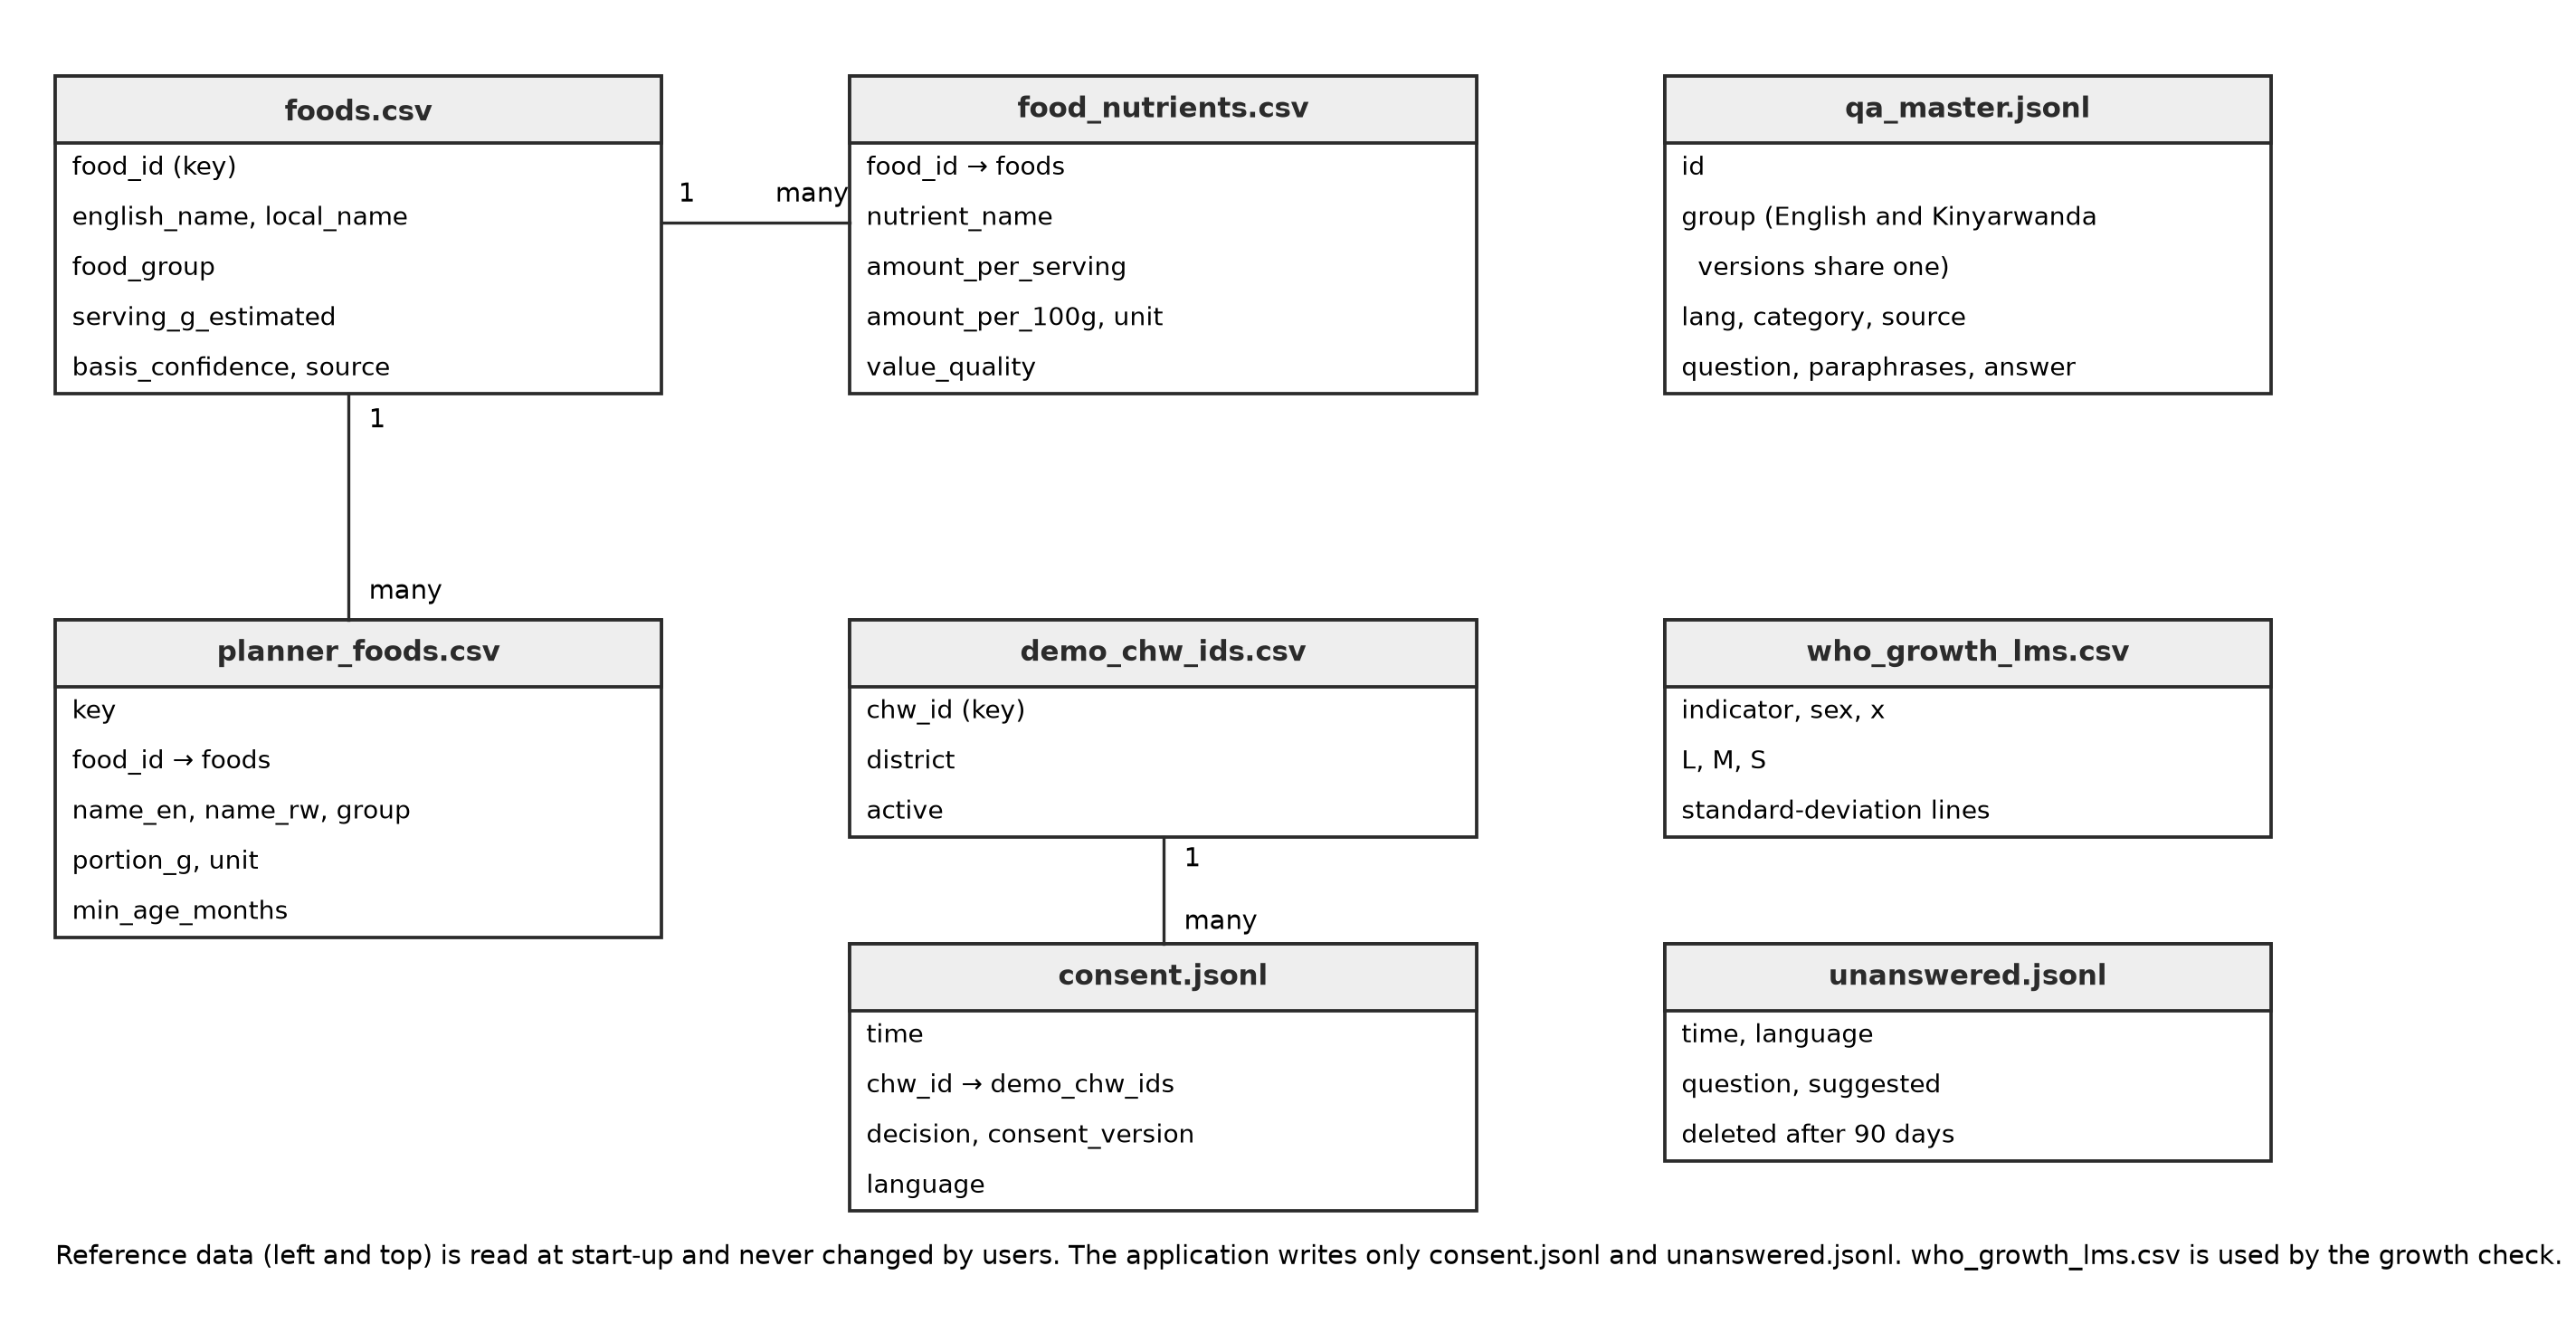 foods.csv
food_id (key)
english_name, local_name
food_group
serving_g_estimated
basis_confidence, source
1
many
food_nutrients.csv
food_id → foods
nutrient_name
amount_per_serving
amount_per_100g, unit
value_quality
qa_master.jsonl
id
group (English and Kinyarwanda
versions share one)
lang, category, source
question, paraphrases, answer
1
many
planner_foods.csv
key
food_id → foods
name_en, name_rw, group
portion_g, unit
min_age_months
demo_chw_ids.csv
chw_id (key)
district
active
who_growth_lms.csv
indicator, sex, x
L, M, S
standard-deviation lines
1
many
consent.jsonl
time
chw_id → demo_chw_ids
decision, consent_version
language
unanswered.jsonl
time, language
question, suggested
deleted after 90 days
Reference data (left and top) is read at start-up and never changed by users. The application writes only consent.jsonl and unanswered.jsonl. who_growth_lms.csv is used by the growth check.